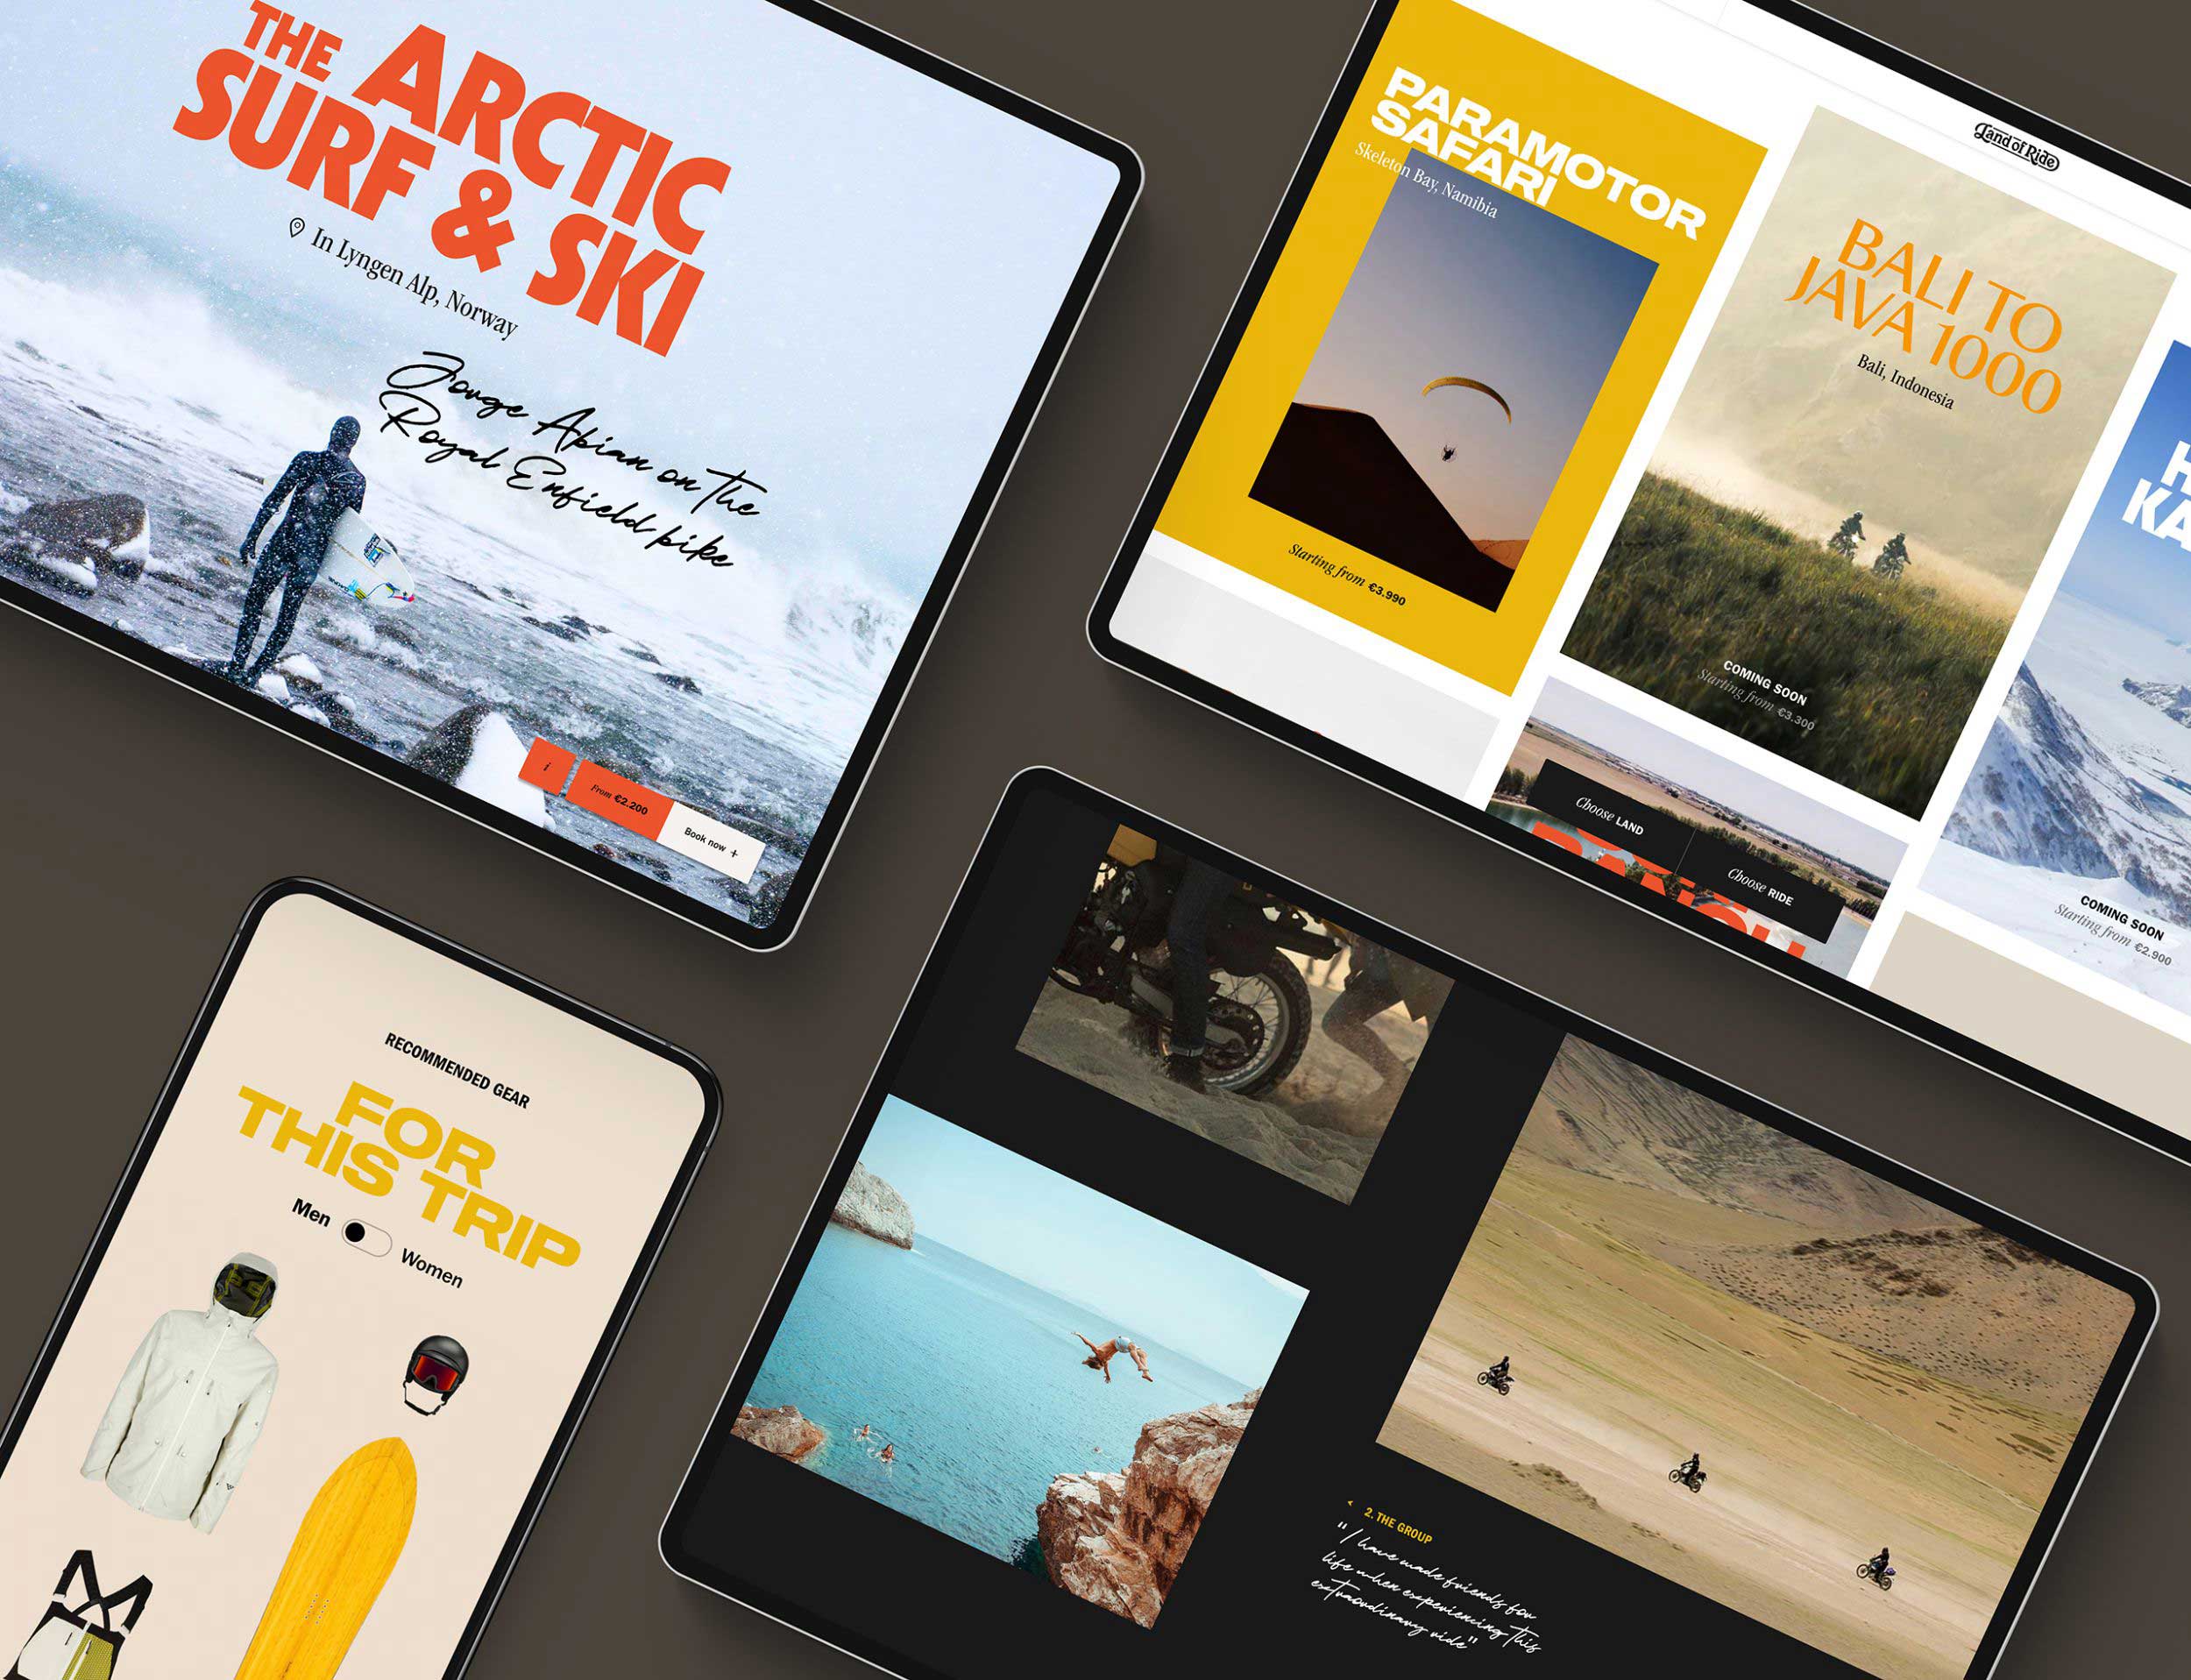 THE ARCTIC
SURF & SKI
In Lyngen Alp, Norway
Jouge Abian on the
Royal Enfield bike
i
From €2.200
Book now +
PARAMOTOR
SAFARI
Skeleton Bay, Namibia
Starting from €3.990
Land of Ride
BALI TO
JAVA 1000
Bali, Indonesia
COMING SOON
Starting from €3.300
Choose LAND
Choose RIDE
H
KA
COMING SOON
Starting from €2.900
RECOMMENDED GEAR
FOR
THIS TRIP
Men
Women
2. THE GROUP
"I have made friends for
life when experiencing this
extraordinary ride"